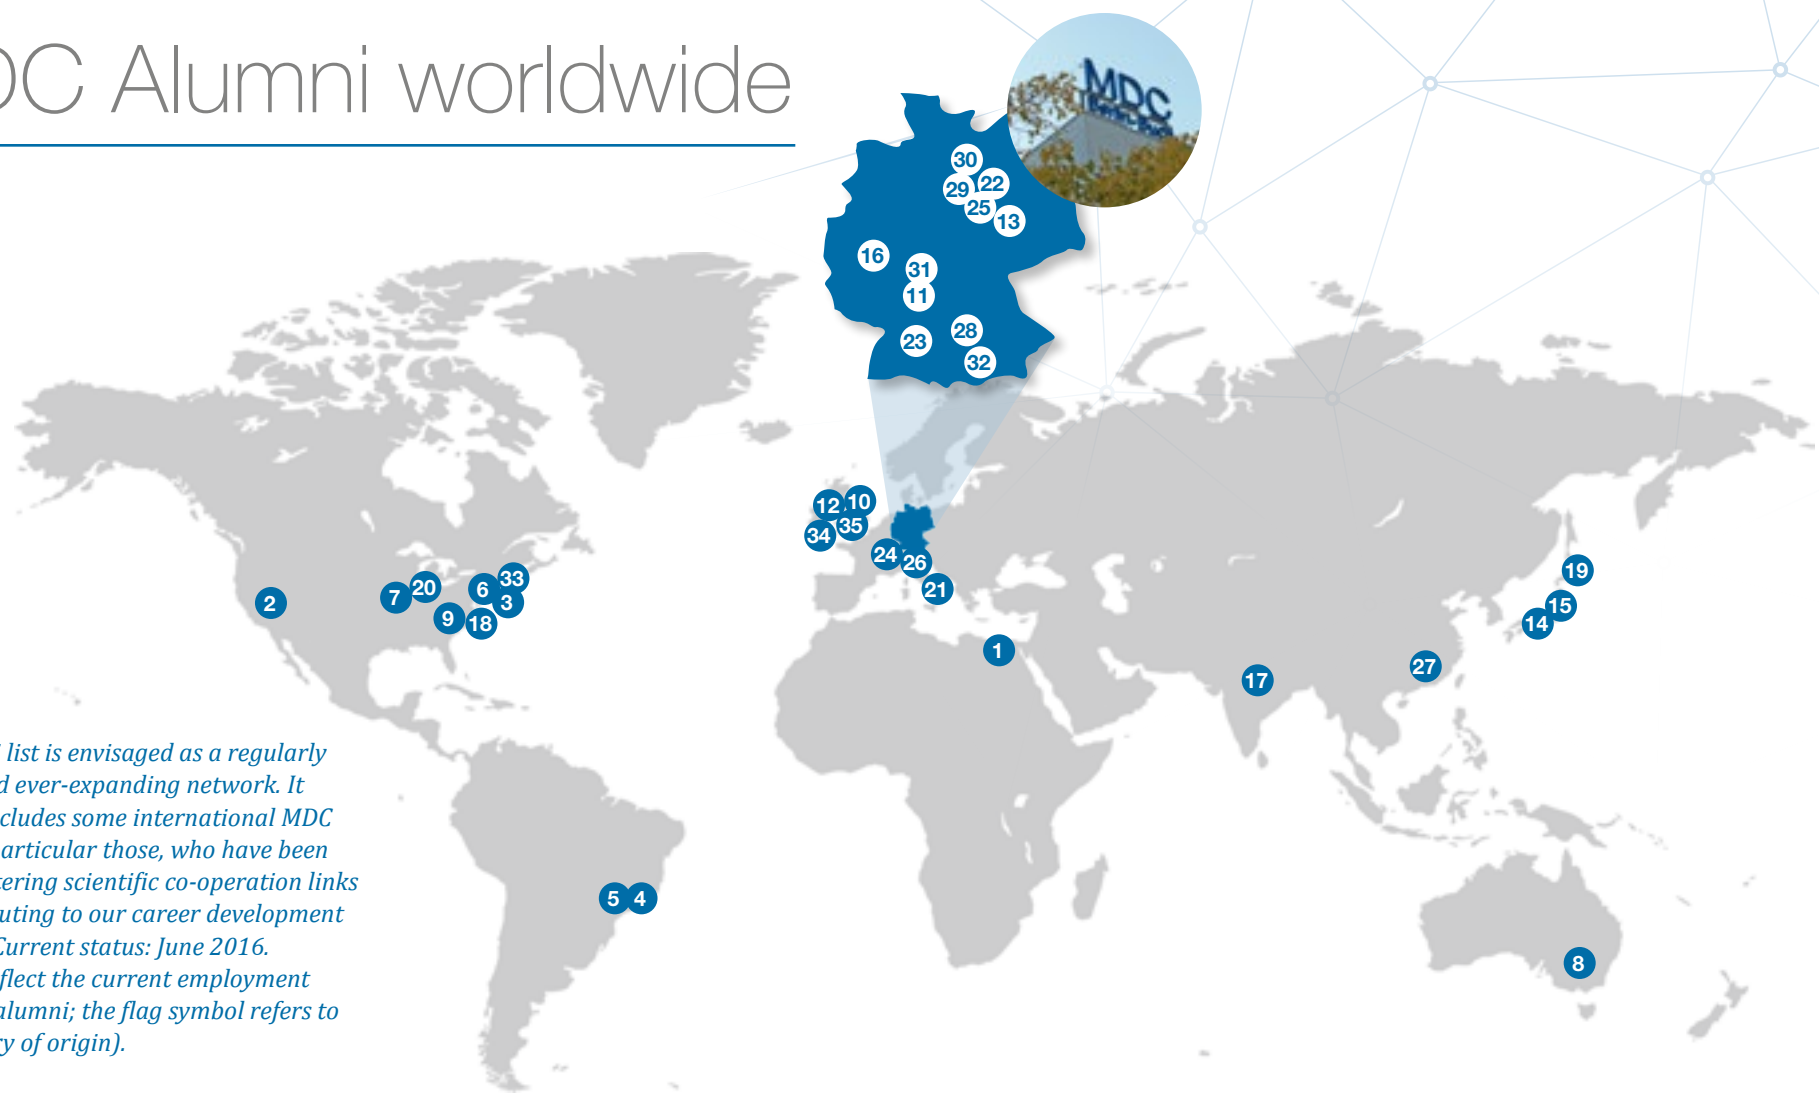 DC Alumni worldwide
MDC
Berlin-Buch
30
29 22
25
13
16
31
11
28
23
32
12 10
35
34
24 26
21
2
7 20
6 33
3
9 18
1
17
27
19
15
14
5 4
8
list is envisaged as a regularly
d ever-expanding network. It
cludes some international MDC
articular those, who have been
tering scientific co-operation links
uting to our career development
Current status: June 2016.
flect the current employment
alumni; the flag symbol refers to
ry of origin).